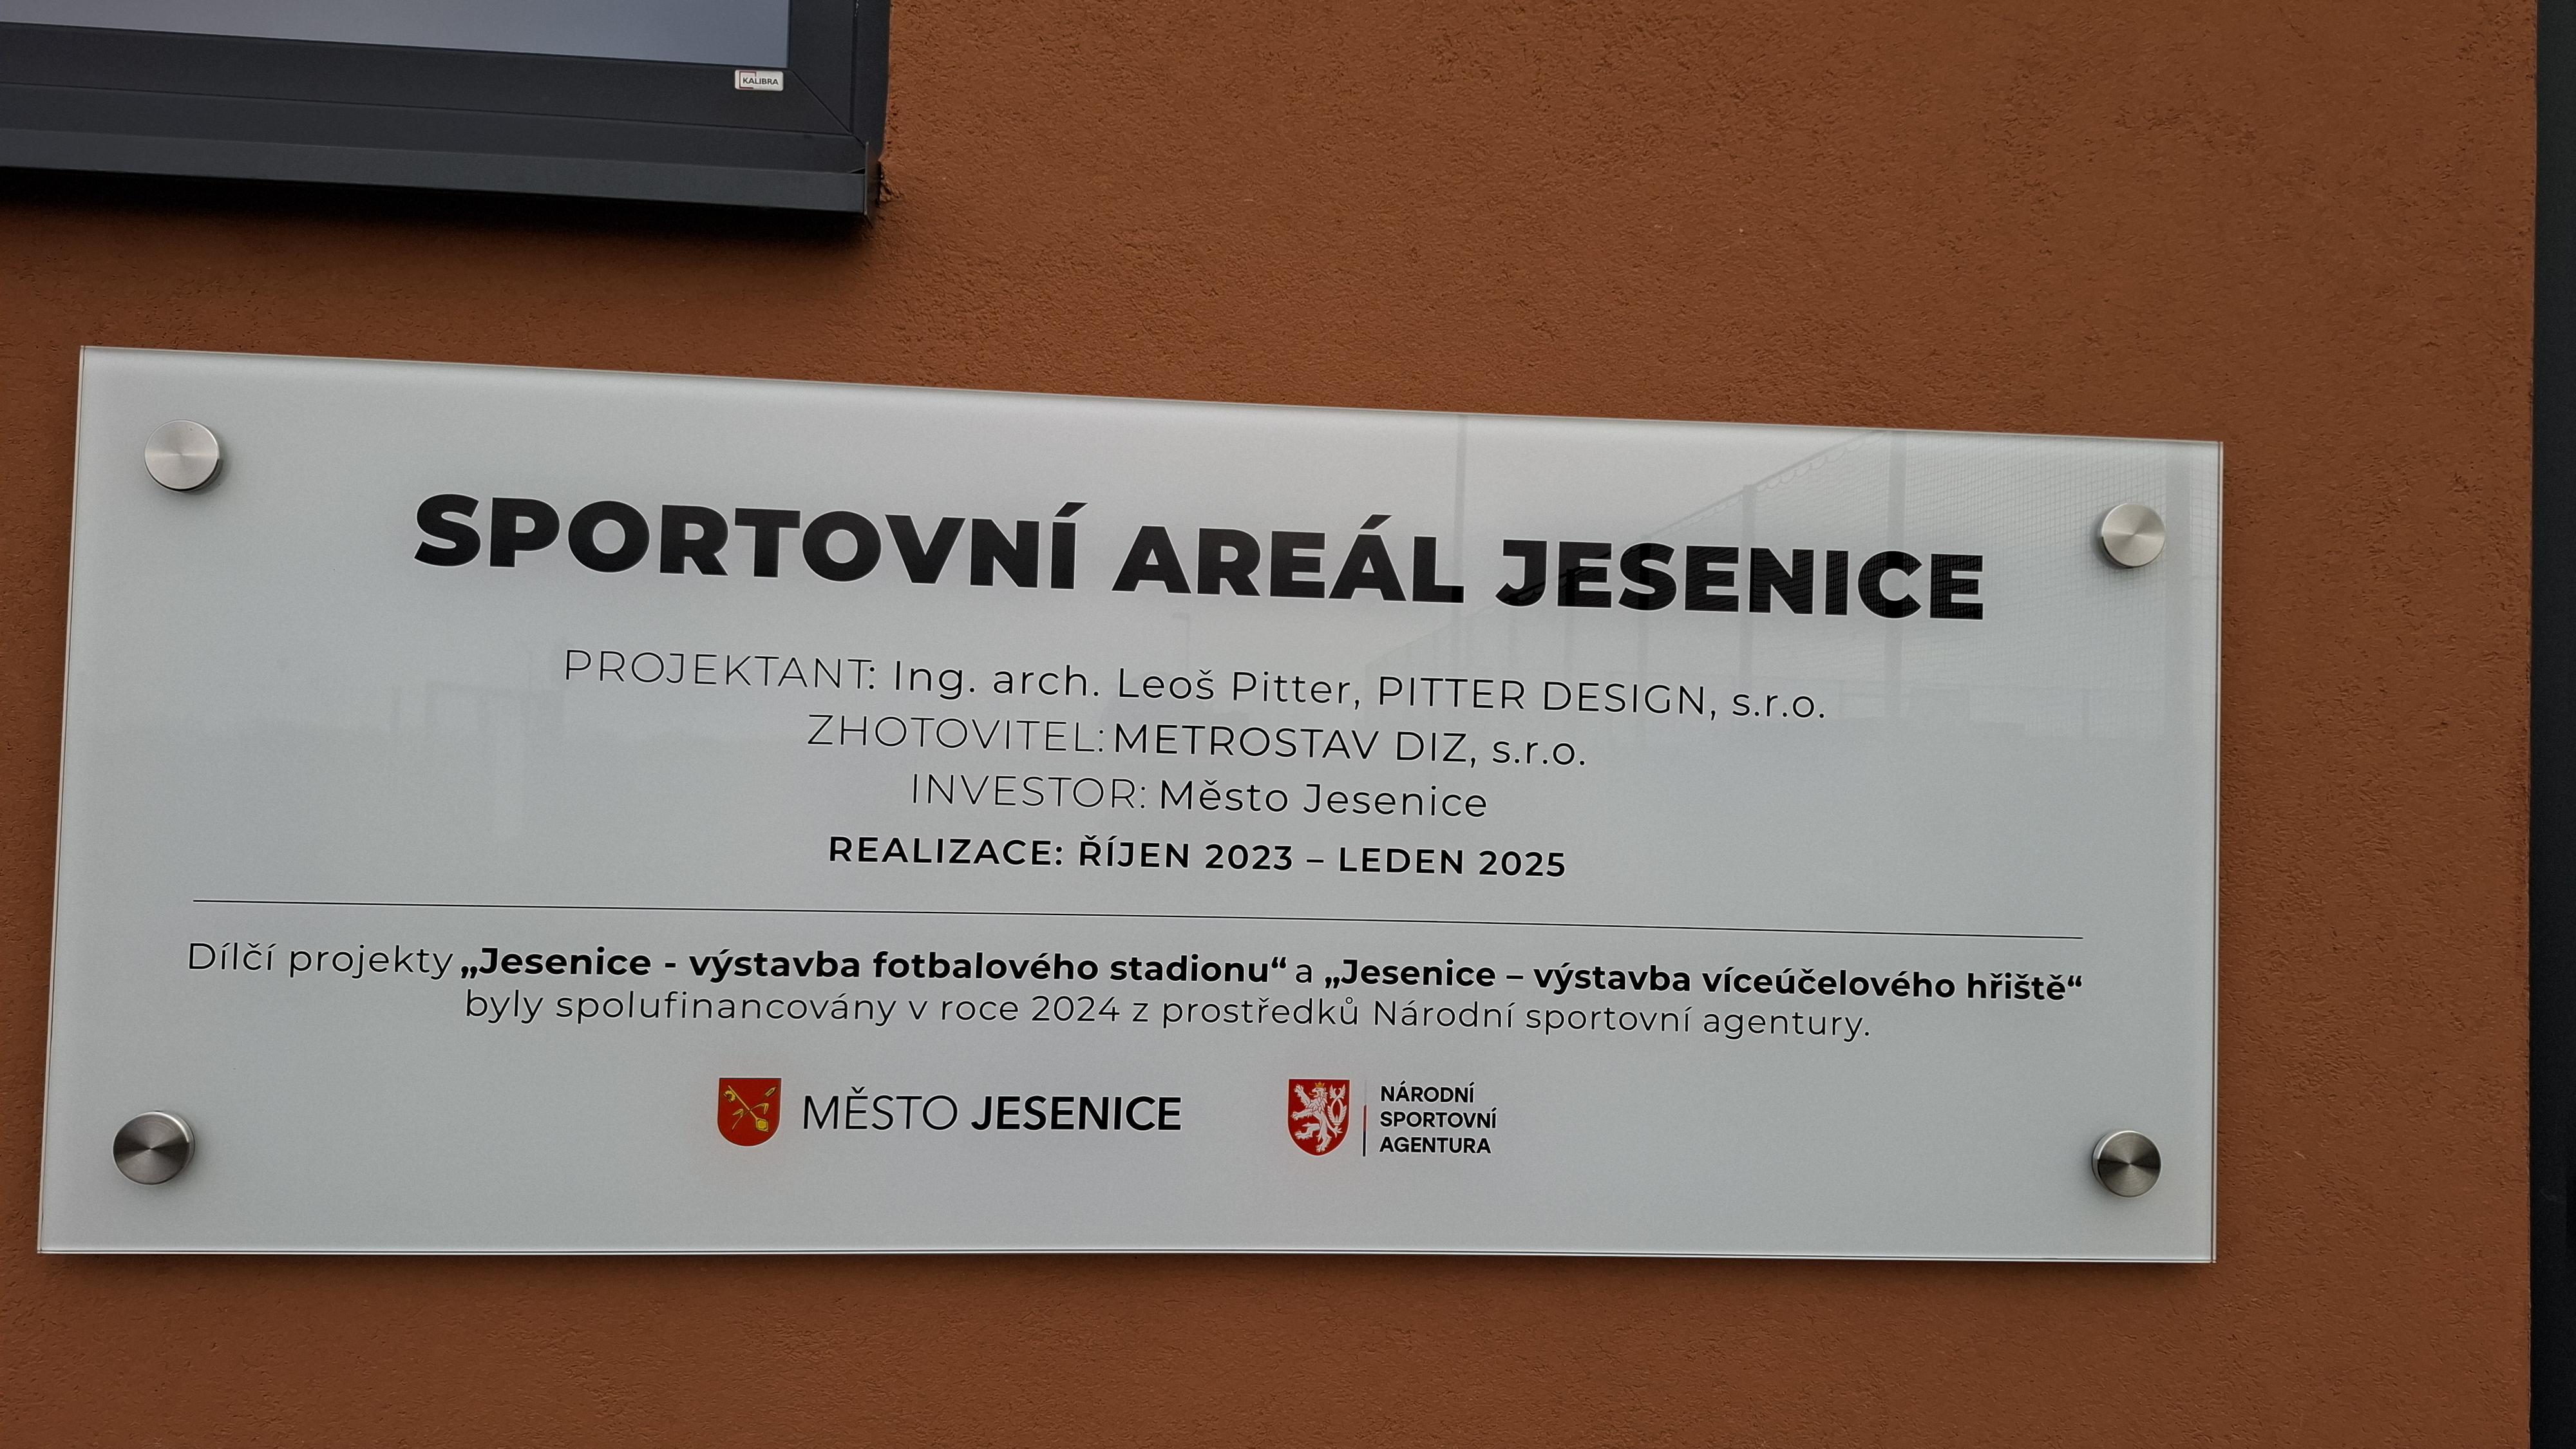 KALIBRA
SPORTOVNÍ AREÁL JESENICE
PROJEKTANT: Ing. arch. Leoš Pitter, PITTER DESIGN, s.r.o.
ZHOTOVITEL: METROSTAV DIZ, s.r.o.
INVESTOR: Město Jesenice
REALIZACE: ŘÍJEN 2023 – LEDEN 2025
Dílčí projekty „Jesenice - výstavba fotbalového stadionu“ a „Jesenice – výstavba víceúčelového hřiště“
byly spolufinancovány v roce 2024 z prostředků Národní sportovní agentury.
MĚSTO JESENICE
NÁRODNÍ
SPORTOVNÍ
AGENTURA